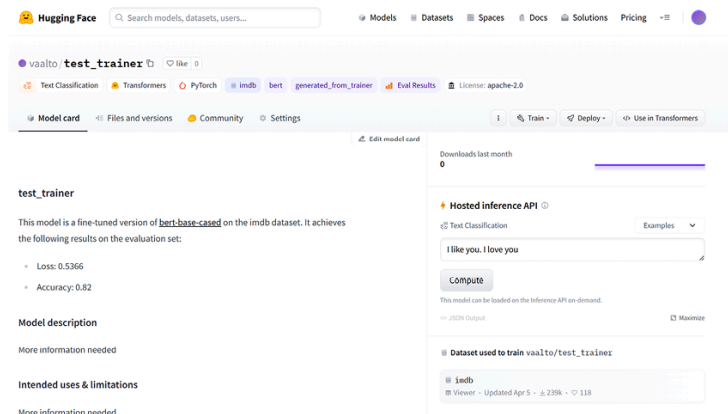 Hugging Face
Search models, datasets, users...
Models
Datasets
Spaces
Docs
Solutions
Pricing
vaalto/test_trainer
like 0
Text Classification
Transformers
PyTorch
imdb
bert
generated_from_trainer
Eval Results
License: apache-2.0
Model card
Files and versions
Community
Settings
Train
Deploy
</> Use in Transformers
Edit model card
test_trainer
This model is a fine-tuned version of bert-base-cased on the imdb dataset. It achieves
the following results on the evaluation set:
• Loss: 0.5366
• Accuracy: 0.82
Model description
More information needed
Intended uses & limitations
More information needed
Downloads last month
0
Hosted inference API
Text Classification
Examples
I like you. I love you
Compute
This model can be loaded on the Inference API on-demand.
</> JSON Output
Maximize
Dataset used to train vaalto/test_trainer
imdb
Viewer • Updated Apr 5 • 239k • 118